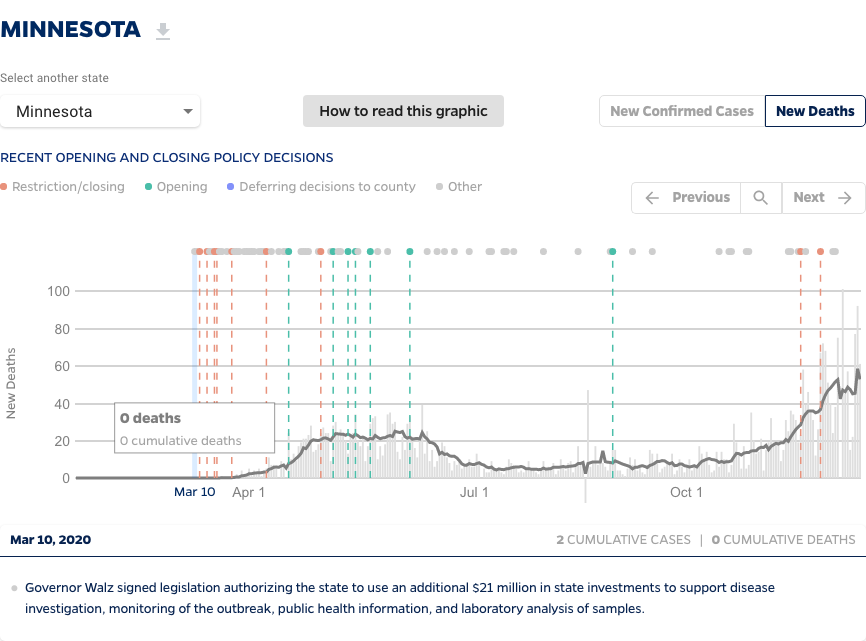 MINNESOTA
Select another state
Minnesota
How to read this graphic
New Confirmed Cases
New Deaths
RECENT OPENING AND CLOSING POLICY DECISIONS
Restriction/closing
Opening
Deferring decisions to county
Other
Previous
Next
100
80
60
40
20
0
New Deaths
0 deaths
0 cumulative deaths
Mar 10
Apr 1
Jul 1
Oct 1
Mar 10, 2020
2 CUMULATIVE CASES | 0 CUMULATIVE DEATHS
Governor Walz signed legislation authorizing the state to use an additional $21 million in state investments to support disease
investigation, monitoring of the outbreak, public health information, and laboratory analysis of samples.